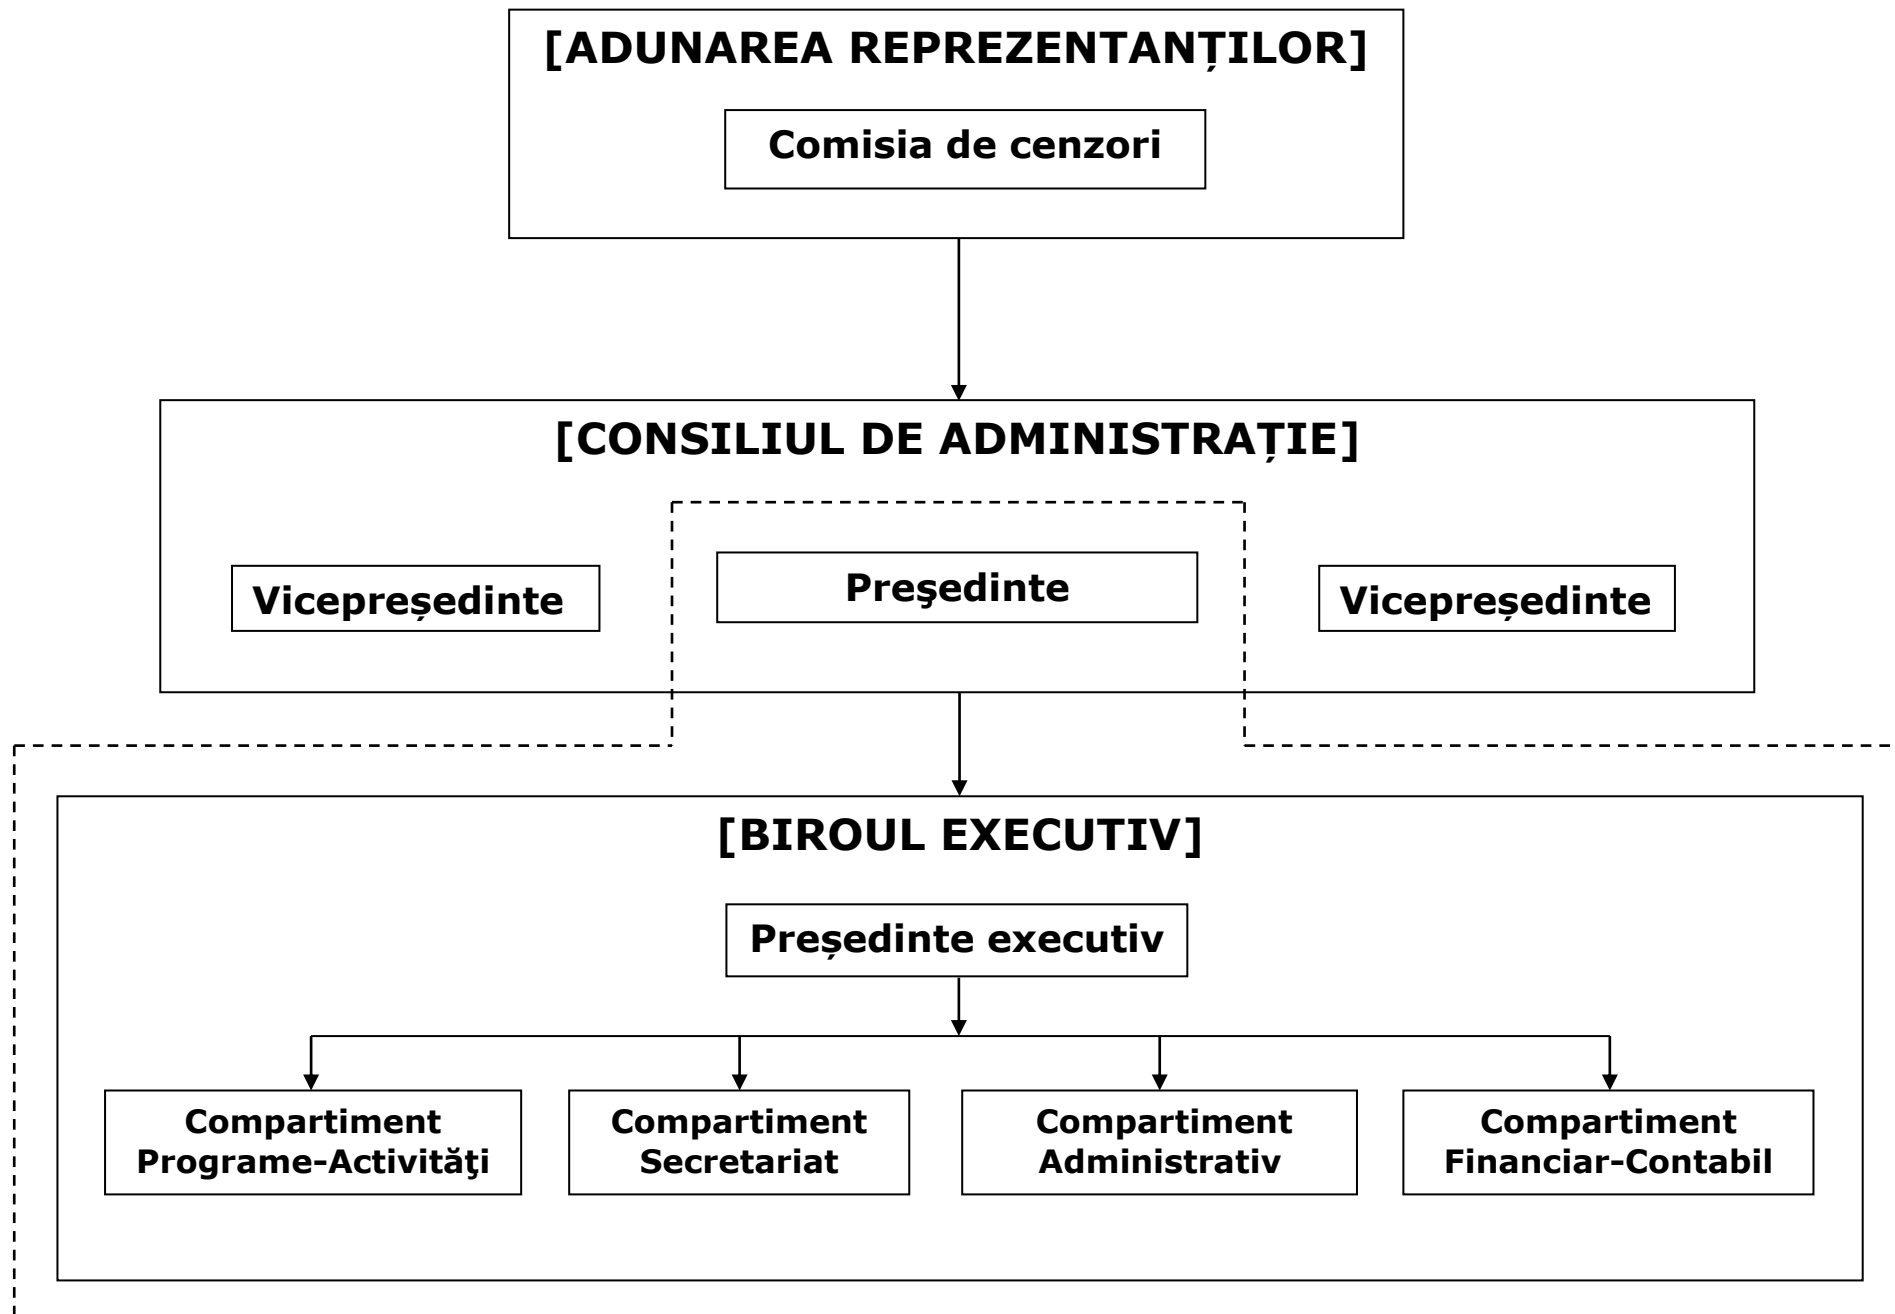 [ADUNAREA REPREZENTANȚILOR]
Comisia de cenzori
[CONSILIUL DE ADMINISTRAȚIE]
Vicepreședinte
Preşedinte
Vicepreședinte
[BIROUL EXECUTIV]
Președinte executiv
Compartiment
Programe-Activităţi
Compartiment
Secretariat
Compartiment
Administrativ
Compartiment
Financiar-Contabil